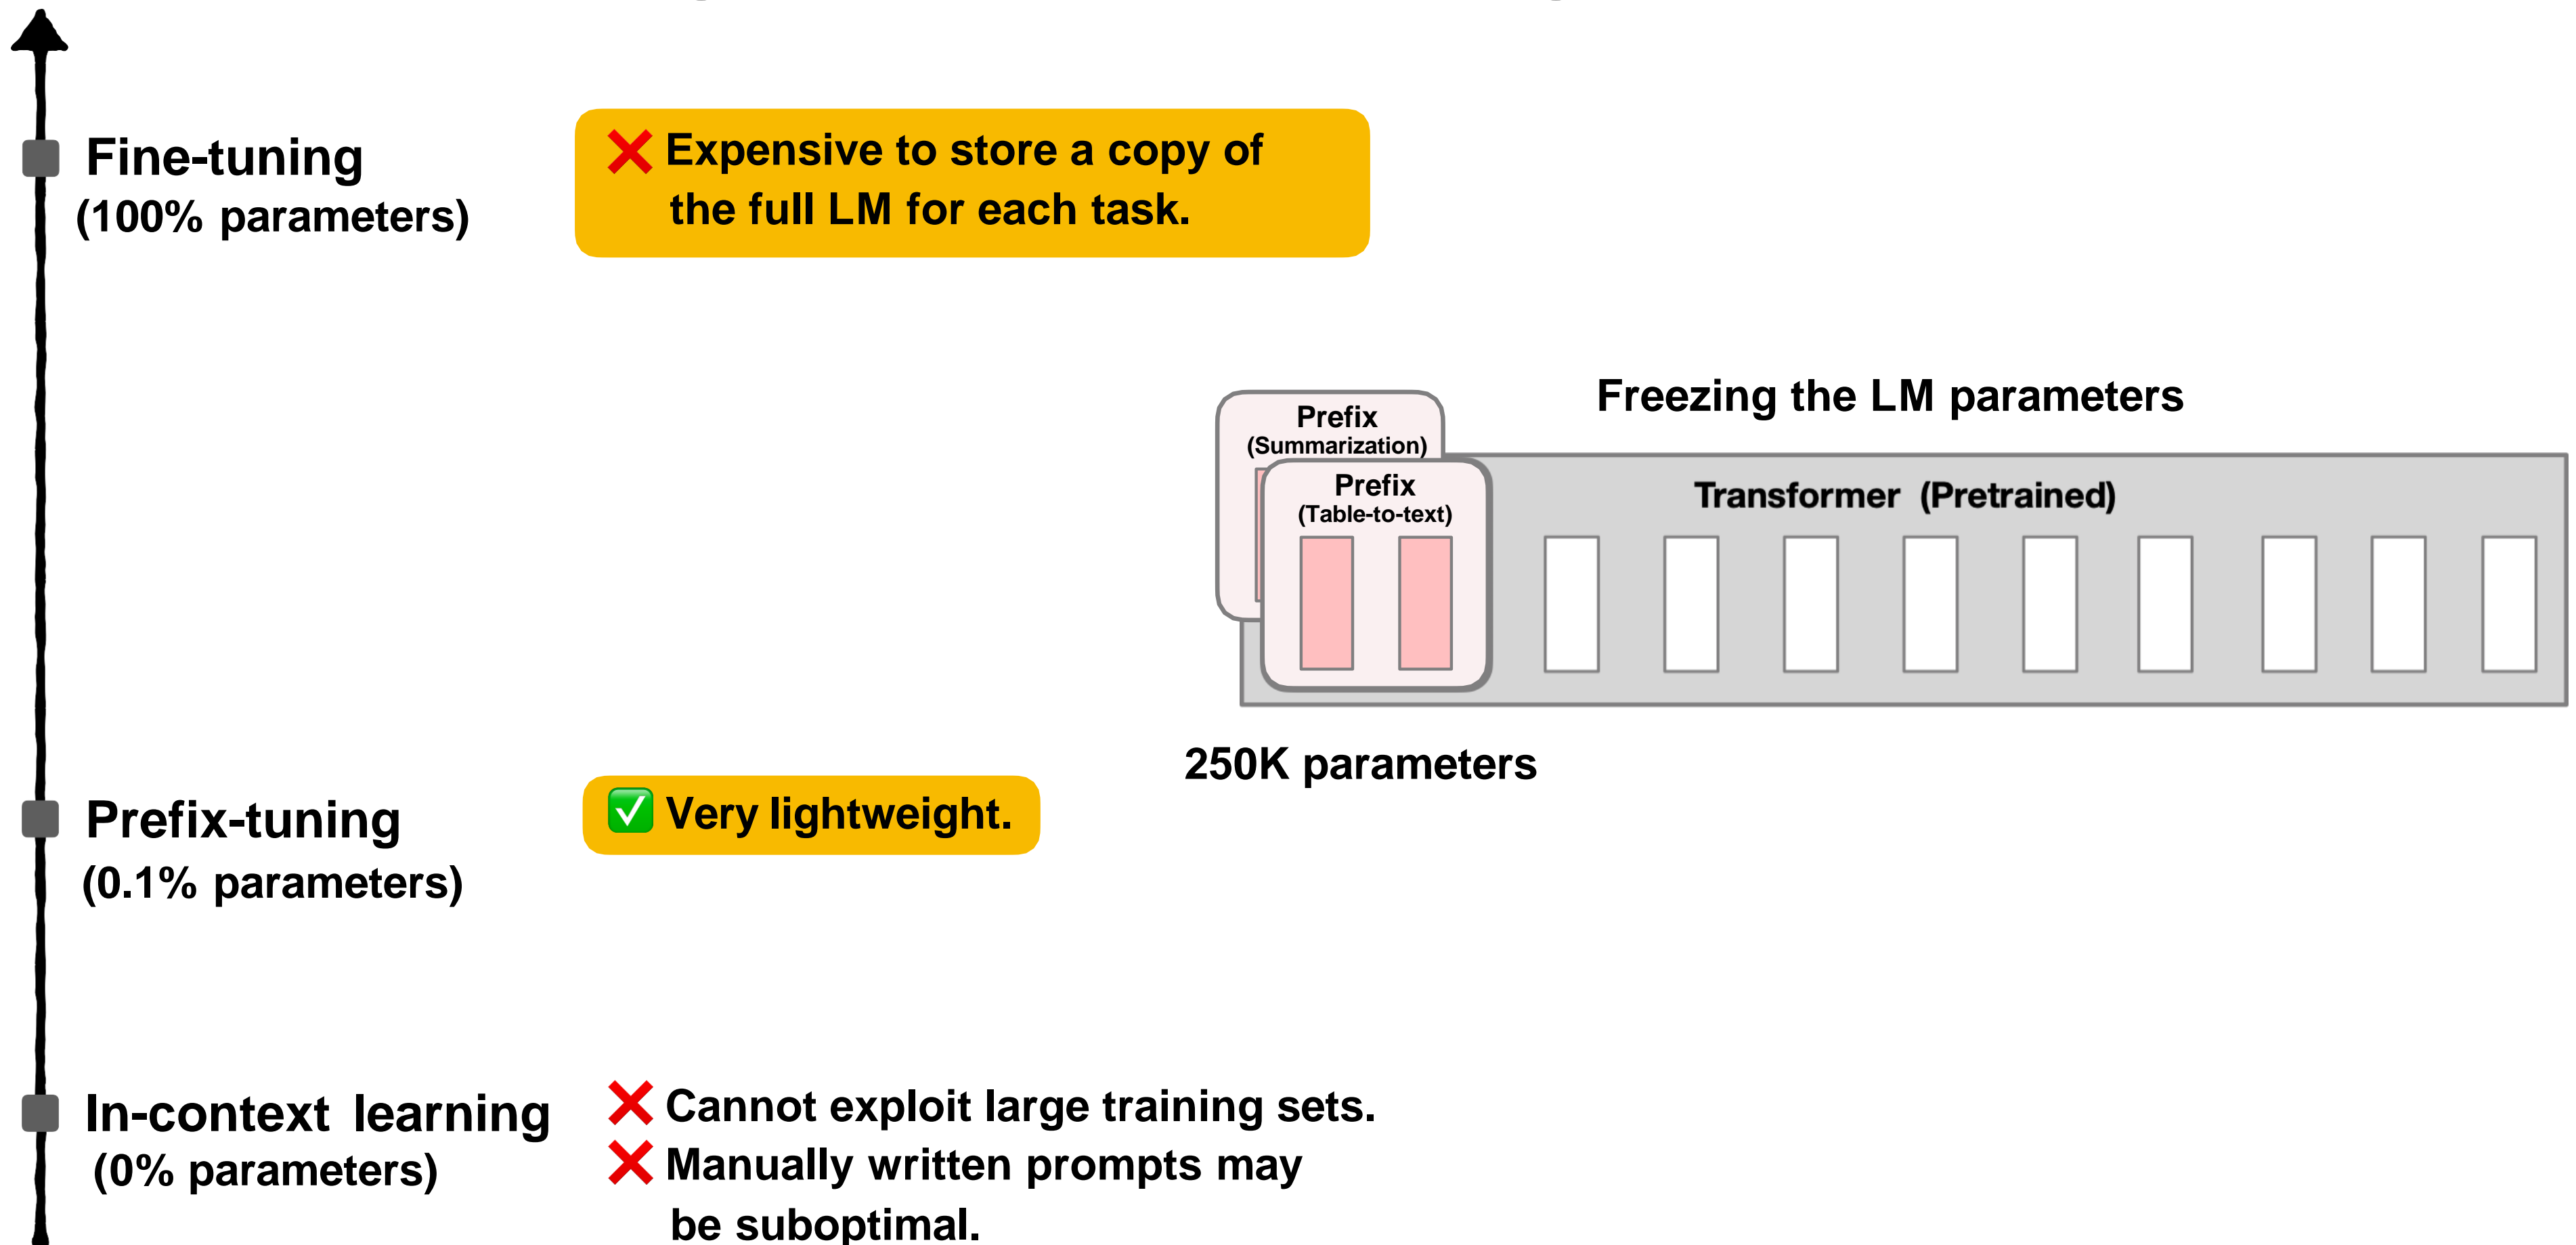 Fine-tuning
(100% parameters)
❌ Expensive to store a copy of
the full LM for each task.
Freezing the LM parameters
Prefix
(Summarization)
Prefix
(Table-to-text)
Transformer (Pretrained)
250K parameters
Prefix-tuning
(0.1% parameters)
✅ Very lightweight.
In-context learning
(0% parameters)
❌ Cannot exploit large training sets.
❌ Manually written prompts may
be suboptimal.